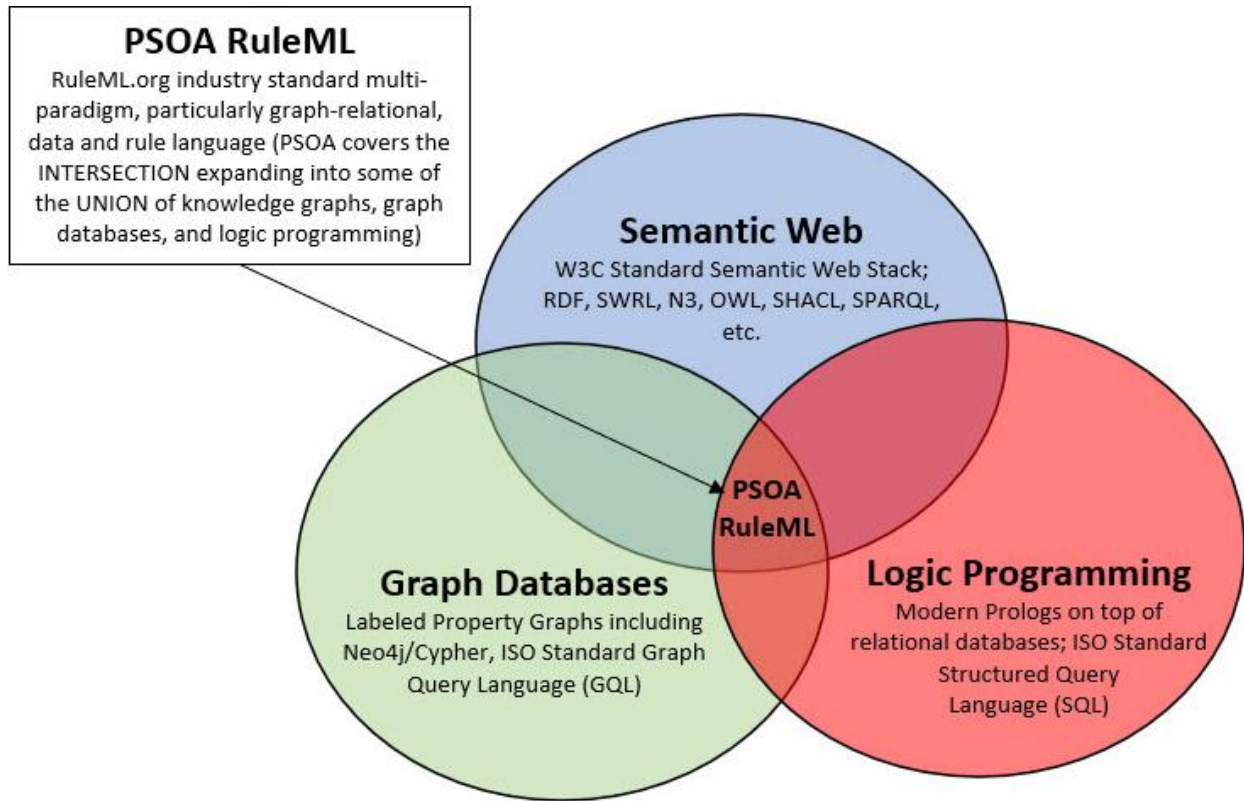 PSOA RuleML
RuleML.org industry standard multi-
paradigm, particularly graph-relational,
data and rule language (PSOA covers the
INTERSECTION expanding into some of
the UNION of knowledge graphs, graph
databases, and logic programming)
Semantic Web
W3C Standard Semantic Web Stack;
RDF, SWRL, N3, OWL, SHACL, SPARQL,
etc.
PSOA
RuleML
Graph Databases
Labeled Property Graphs including
Neo4j/Cypher, ISO Standard Graph
Query Language (GQL)
Logic Programming
Modern Prologs on top of
relational databases; ISO Standard
Structured Query
Language (SQL)